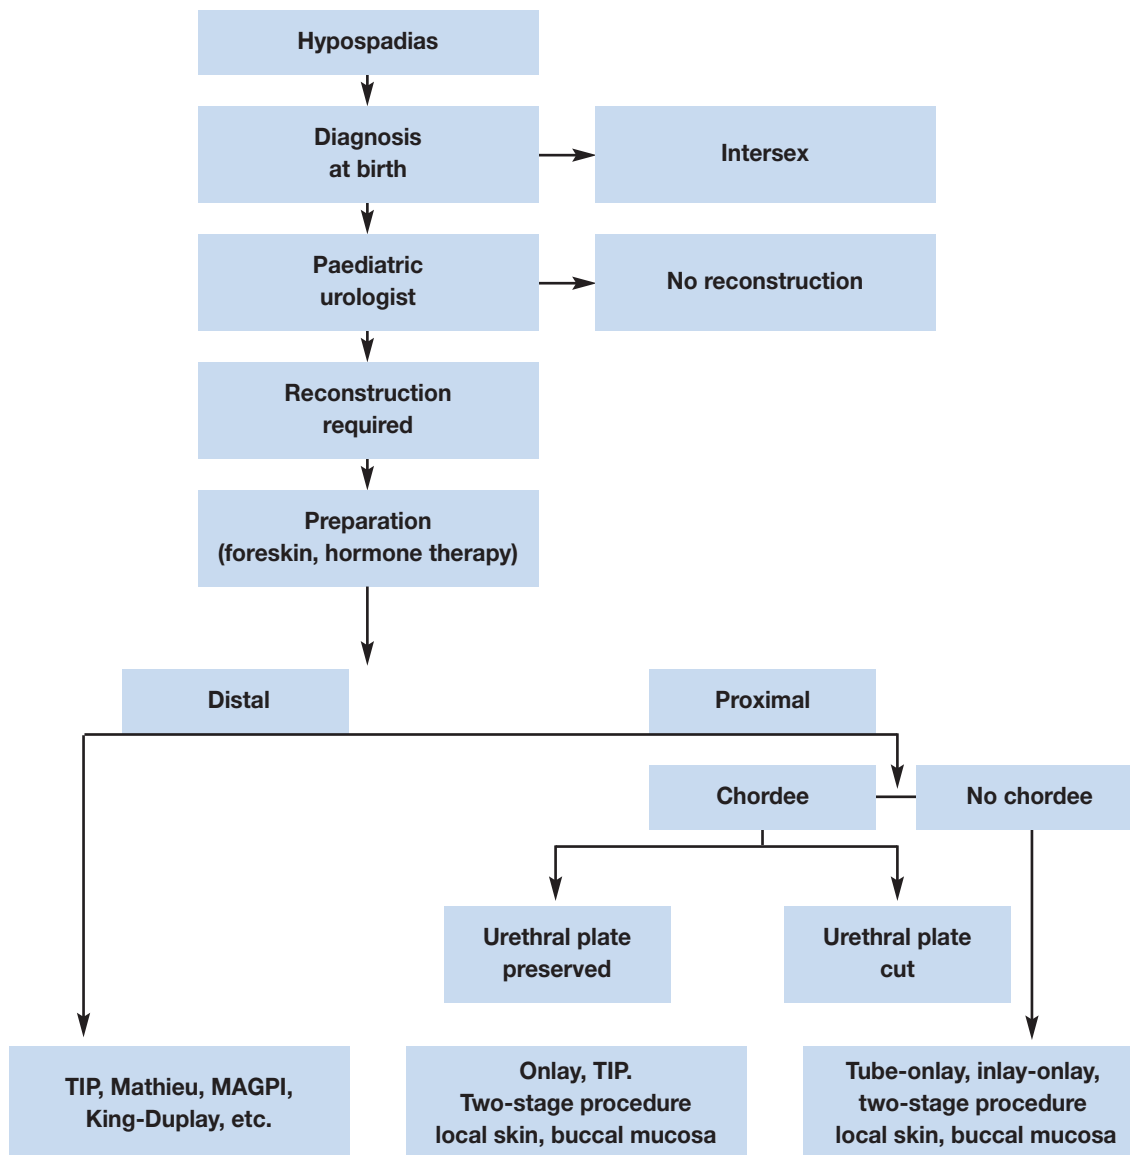 Hypospadias
Diagnosis
at birth
Intersex
Paediatric
urologist
No reconstruction
Reconstruction
required
Preparation
(foreskin, hormone therapy)
Distal
Proximal
Chordee
No chordee
Urethral plate
preserved
Urethral plate
cut
TIP, Mathieu, MAGPI,
King-Duplay, etc.
Onlay, TIP.
Two-stage procedure
local skin, buccal mucosa
Tube-onlay, inlay-onlay,
two-stage procedure
local skin, buccal mucosa